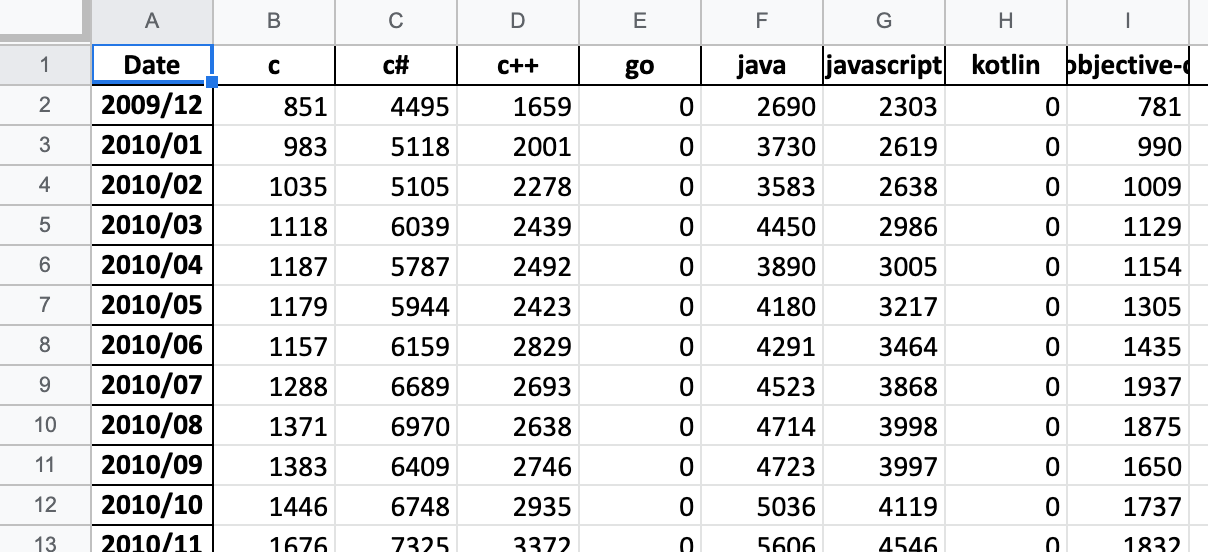 A B C D E F G H I
1 Date c c# c++ go java javascript kotlin objective-c
2 2009/12 851 4495 1659 0 2690 2303 0 781
3 2010/01 983 5118 2001 0 3730 2619 0 990
4 2010/02 1035 5105 2278 0 3583 2638 0 1009
5 2010/03 1118 6039 2439 0 4450 2986 0 1129
6 2010/04 1187 5787 2492 0 3890 3005 0 1154
7 2010/05 1179 5944 2423 0 4180 3217 0 1305
8 2010/06 1157 6159 2829 0 4291 3464 0 1435
9 2010/07 1288 6689 2693 0 4523 3868 0 1937
10 2010/08 1371 6970 2638 0 4714 3998 0 1875
11 2010/09 1383 6409 2746 0 4723 3997 0 1650
12 2010/10 1446 6748 2935 0 5036 4119 0 1737
13 2010/11 1676 7325 3372 0 5606 4546 0 1832